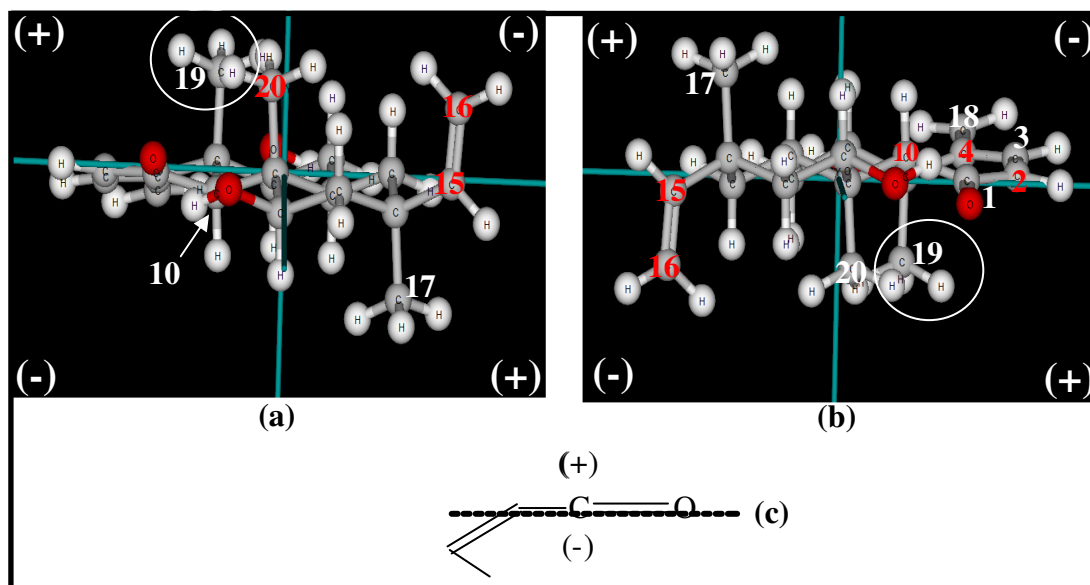 (+) (-)
H H H H H H H H
19 C H 20 C H 16 C H
O O H H H
H C C C H C H C 15
H H C O C C C H
H H C H
10 H H H 17 C H
H H
(-) (+)
(a)
(+) (-)
H H H
17 C H H H 18 H
H H H H 10 C 4 C 3 H
15 C C C C O H C 2 H
H H H O 1
16 C H 20 C 19 H
H H H H H
(-) (+)
(b)
(+)
C O (c)
(-)